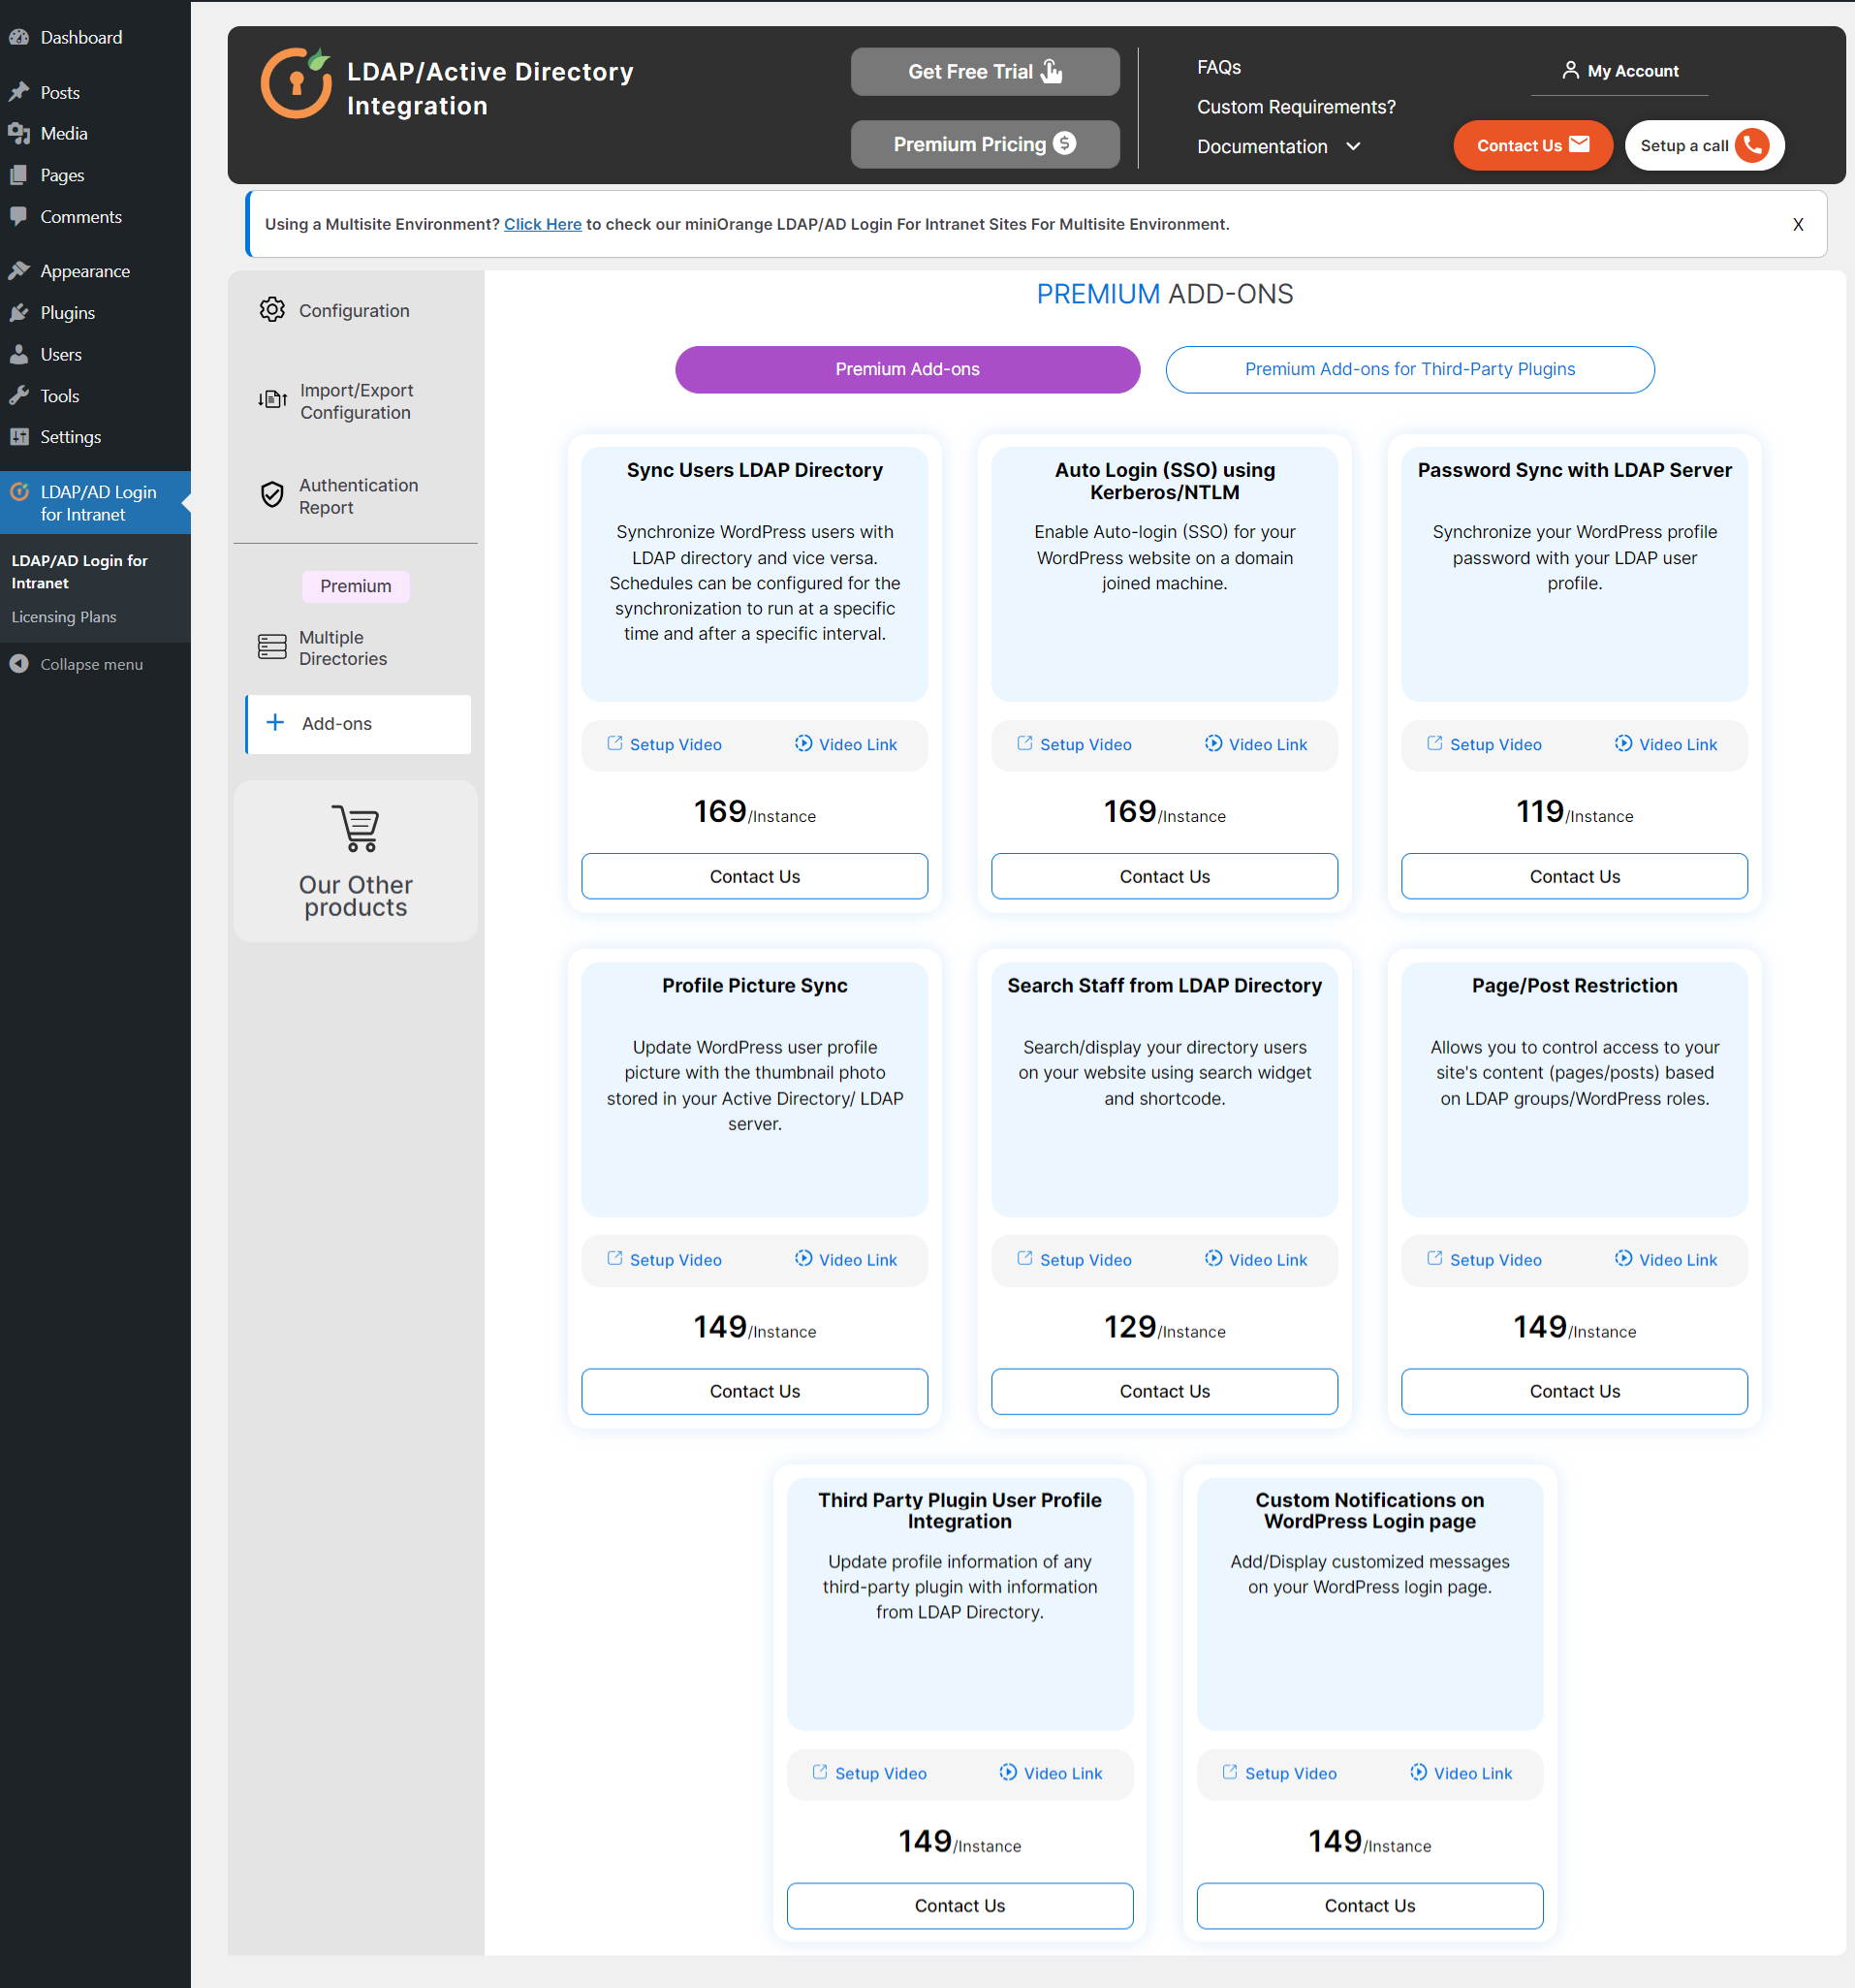 Dashboard
Posts
Media
Pages
Comments
Appearance
Plugins
Users
Tools
Settings
LDAP/AD Login
for Intranet
LDAP/AD Login for
Intranet
Licensing Plans
Collapse menu
LDAP/Active Directory
Integration
Get Free Trial
Premium Pricing
FAQs
Custom Requirements?
Documentation
My Account
Contact Us
Setup a call
Using a Multisite Environment? Click Here to check our miniOrange LDAP/AD Login For Intranet Sites For Multisite Environment.
X
Configuration
Import/Export
Configuration
Authentication
Report
Premium
Multiple
Directories
Add-ons
Our Other
products
PREMIUM ADD-ONS
Premium Add-ons
Premium Add-ons for Third-Party Plugins
Sync Users LDAP Directory
Synchronize WordPress users with
LDAP directory and vice versa.
Schedules can be configured for the
synchronization to run at a specific
time and after a specific interval.
Setup Video
Video Link
169/Instance
Contact Us
Auto Login (SSO) using
Kerberos/NTLM
Enable Auto-login (SSO) for your
WordPress website on a domain
joined machine.
Setup Video
Video Link
169/Instance
Contact Us
Password Sync with LDAP Server
Synchronize your WordPress profile
password with your LDAP user
profile.
Setup Video
Video Link
119/Instance
Contact Us
Profile Picture Sync
Update WordPress user profile
picture with the thumbnail photo
stored in your Active Directory/ LDAP
server.
Setup Video
Video Link
149/Instance
Contact Us
Search Staff from LDAP Directory
Search/display your directory users
on your website using search widget
and shortcode.
Setup Video
Video Link
129/Instance
Contact Us
Page/Post Restriction
Allows you to control access to your
site's content (pages/posts) based
on LDAP groups/WordPress roles.
Setup Video
Video Link
149/Instance
Contact Us
Third Party Plugin User Profile
Integration
Update profile information of any
third-party plugin with information
from LDAP Directory.
Setup Video
Video Link
149/Instance
Contact Us
Custom Notifications on
WordPress Login page
Add/Display customized messages
on your WordPress login page.
Setup Video
Video Link
149/Instance
Contact Us